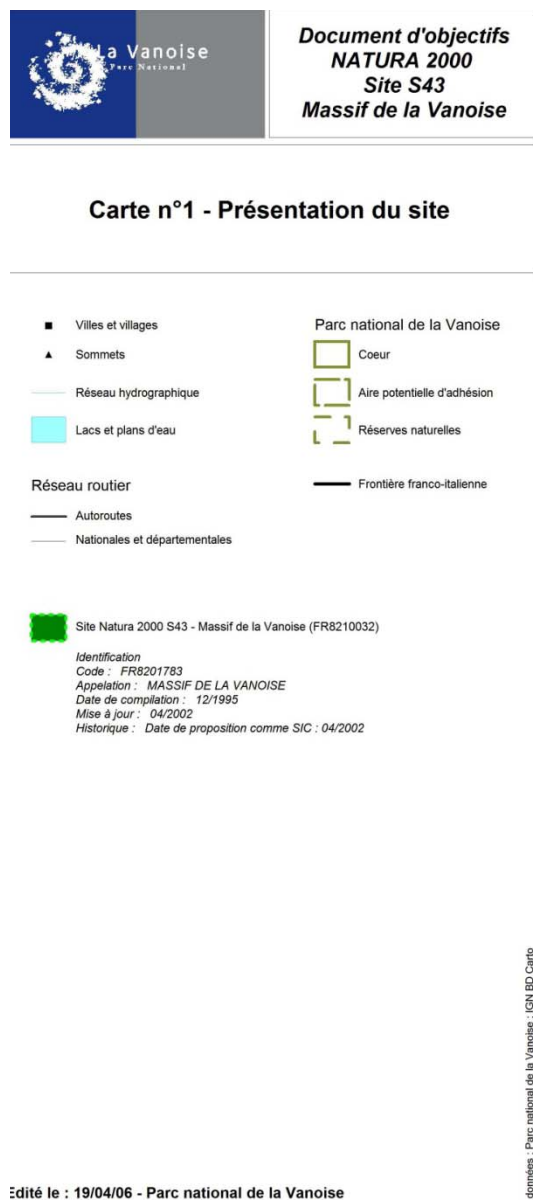 La Vanoise
Parc National
Document d'objectifs
NATURA 2000
Site S43
Massif de la Vanoise
Carte n°1 - Présentation du site
Villes et villages
Sommets
Réseau hydrographique
Lacs et plans d'eau
Réseau routier
Autoroutes
Nationales et départementales
Parc national de la Vanoise
Coeur
Aire potentielle d'adhésion
Réserves naturelles
Frontière franco-italienne
Site Natura 2000 S43 - Massif de la Vanoise (FR8210032)
Identification
Code : FR8201783
Appelation : MASSIF DE LA VANOISE
Date de compilation : 12/1995
Mise à jour : 04/2002
Historique : Date de proposition comme SIC : 04/2002
données : Parc national de la Vanoise ; IGN BD Carto
Edité le : 19/04/06 - Parc national de la Vanoise